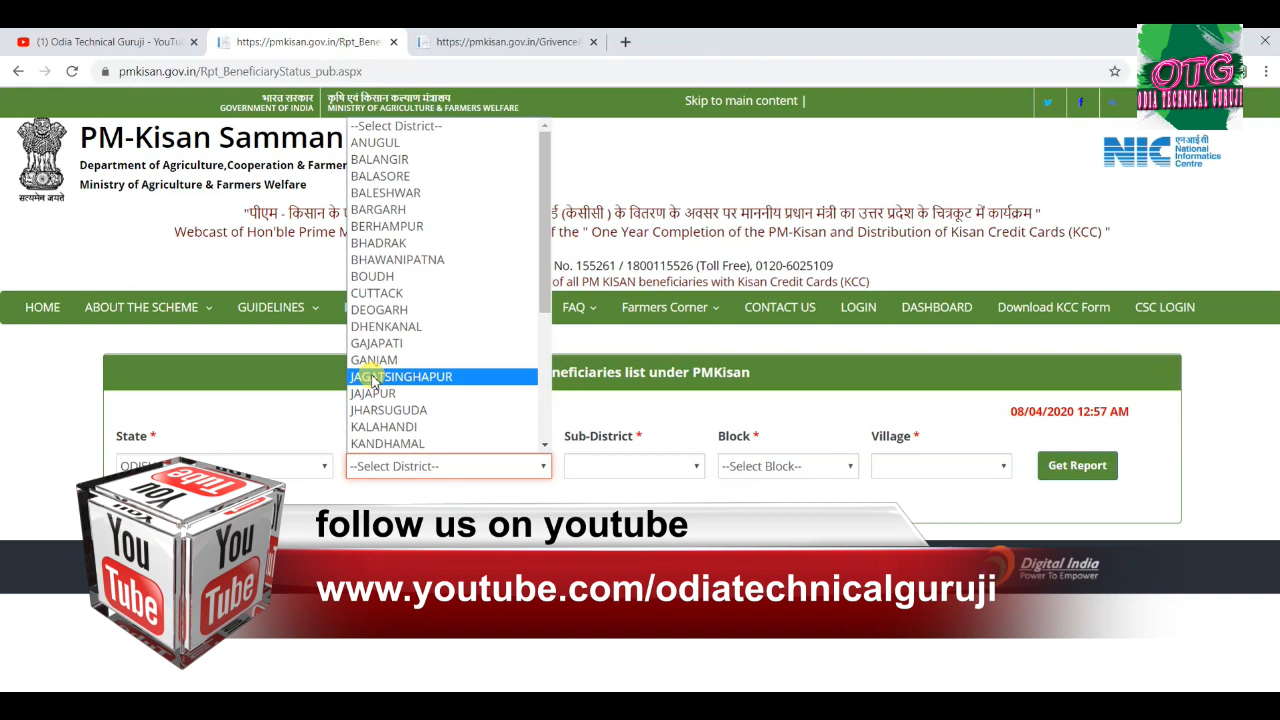 (1) Odia Technical Guruji - YouTu
https://pmkisan.gov.in/Rpt_Bene
https://pmkisan.gov.in/Grivence
pmkisan.gov.in/Rpt_BeneficiaryStatus_pub.aspx
OTG
ODIA TECHNICAL GURUJI
भारत सरकार
GOVERNMENT OF INDIA
कृषि एवं किसान कल्याण मंत्रालय
MINISTRY OF AGRICULTURE & FARMERS WELFARE
Skip to main content |
सत्यमेव जयते
PM-Kisan Samman
Department of Agriculture,Cooperation & Farmer
Ministry of Agriculture & Farmers Welfare
NIC एन आई सी
National
Informatics
Centre
"पीएम - किसान के ए
र्ड (केसीसी ) के वितरण के अवसर पर माननीय प्रधान मंत्री का उत्तर प्रदेश के चित्रकूट में कार्यक्रम "
Webcast of Hon'ble Prime M
of the " One Year Completion of the PM-Kisan and Distribution of Kisan Credit Cards (KCC) "
No. 155261 / 1800115526 (Toll Free), 0120-6025109
of all PM KISAN beneficiaries with Kisan Credit Cards (KCC)
HOME
ABOUT THE SCHEME
GUIDELINES
FAQ
Farmers Corner
CONTACT US
LOGIN
DASHBOARD
Download KCC Form
CSC LOGIN
--Select District--
ANUGUL
BALANGIR
BALASORE
BALESHWAR
BARGARH
BERHAMPUR
BHADRAK
BHAWANIPATNA
BOUDH
CUTTACK
DEOGARH
DHENKANAL
GAJAPATI
GANJAM
JAGATSINGHAPUR
JAJAPUR
JHARSUGUDA
KALAHANDI
KANDHAMAL
neficiaries list under PMKisan
08/04/2020 12:57 AM
State *
Sub-District *
Block *
Village *
ODIS
--Select District--
--Select Block--
Get Report
You
Tube
You
Tube
You
Tube
follow us on youtube
www.youtube.com/odiatechnicalguruji
Digital India
Power To Empower